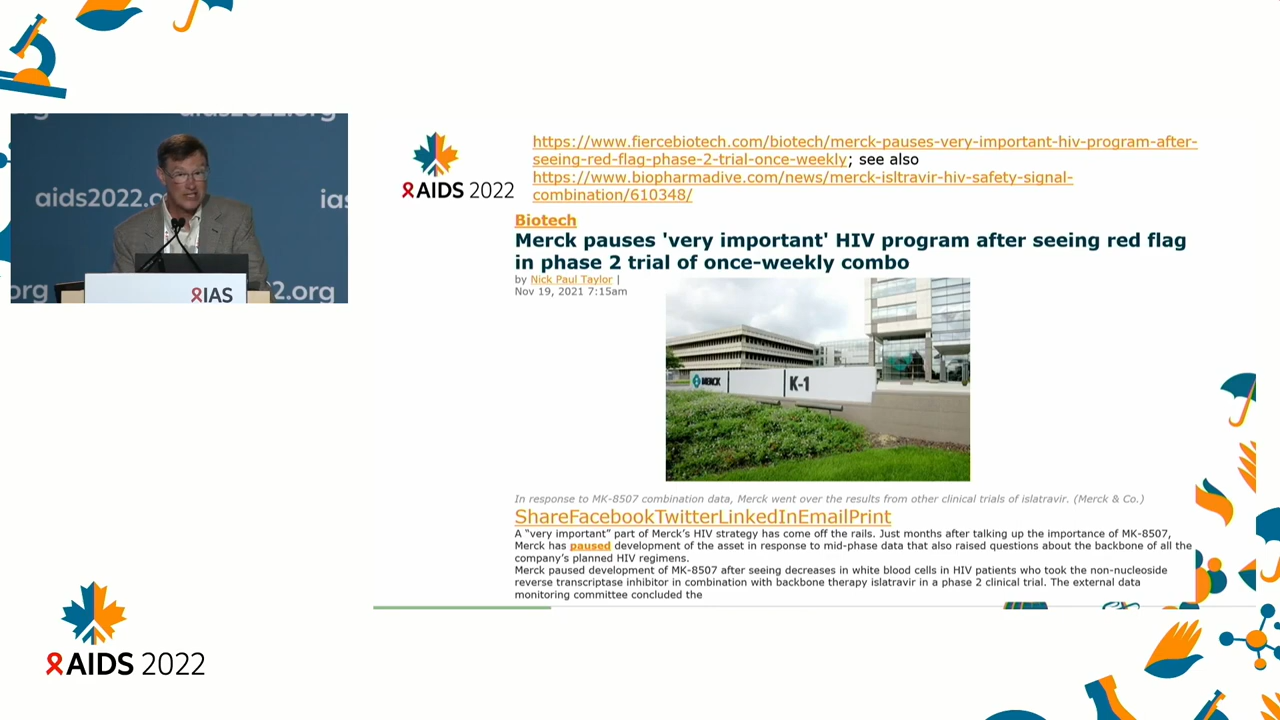 aids2022.org
aids2022.o
ias
org
2.org
IAS
AIDS 2022
https://www.fiercebiotech.com/biotech/merck-pauses-very-important-hiv-program-after-
seeing-red-flag-phase-2-trial-once-weekly; see also
https://www.biopharmadive.com/news/merck-isltravir-hiv-safety-signal-
combination/610348/
Biotech
Merck pauses 'very important' HIV program after seeing red flag
in phase 2 trial of once-weekly combo
by Nick Paul Taylor |
Nov 19, 2021 7:15am
MERCK
K-1
In response to MK-8507 combination data, Merck went over the results from other clinical trials of islatravir. (Merck & Co.)
ShareFacebookTwitterLinkedInEmailPrint
A “very important” part of Merck’s HIV strategy has come off the rails. Just months after talking up the importance of MK-8507,
Merck has paused development of the asset in response to mid-phase data that also raised questions about the backbone of all the
company’s planned HIV regimens.
Merck paused development of MK-8507 after seeing decreases in white blood cells in HIV patients who took the non-nucleoside
reverse transcriptase inhibitor in combination with backbone therapy islatravir in a phase 2 clinical trial. The external data
monitoring committee concluded the
AIDS 2022